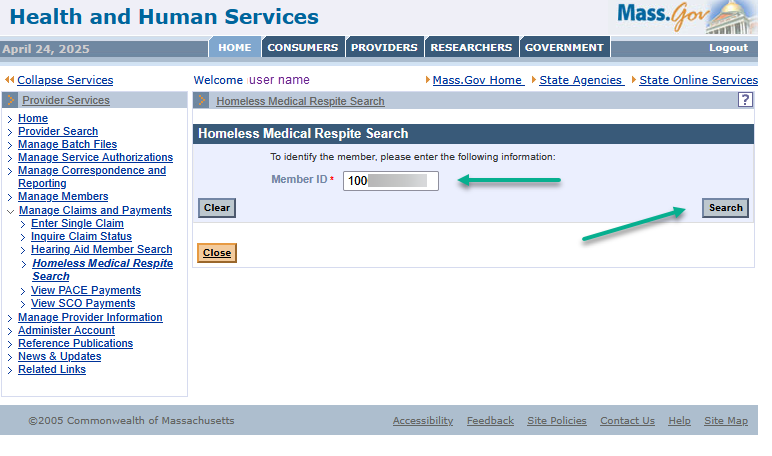 Health and Human Services
Mass.Gov
April 24, 2025
HOME CONSUMERS PROVIDERS RESEARCHERS GOVERNMENT Logout
Collapse Services
Welcome user name
Mass.Gov Home State Agencies State Online Services
Provider Services
Home
Provider Search
Manage Batch Files
Manage Service Authorizations
Manage Correspondence and
Reporting
Manage Members
Manage Claims and Payments
Enter Single Claim
Inquire Claim Status
Hearing Aid Member Search
Homeless Medical Respite
Search
View PACE Payments
View SCO Payments
Manage Provider Information
Administer Account
Reference Publications
News & Updates
Related Links
Homeless Medical Respite Search
?
Homeless Medical Respite Search
To identify the member, please enter the following information:
Member ID * 100
Clear Search
Close
©2005 Commonwealth of Massachusetts
Accessibility Feedback Site Policies Contact Us Help Site Map